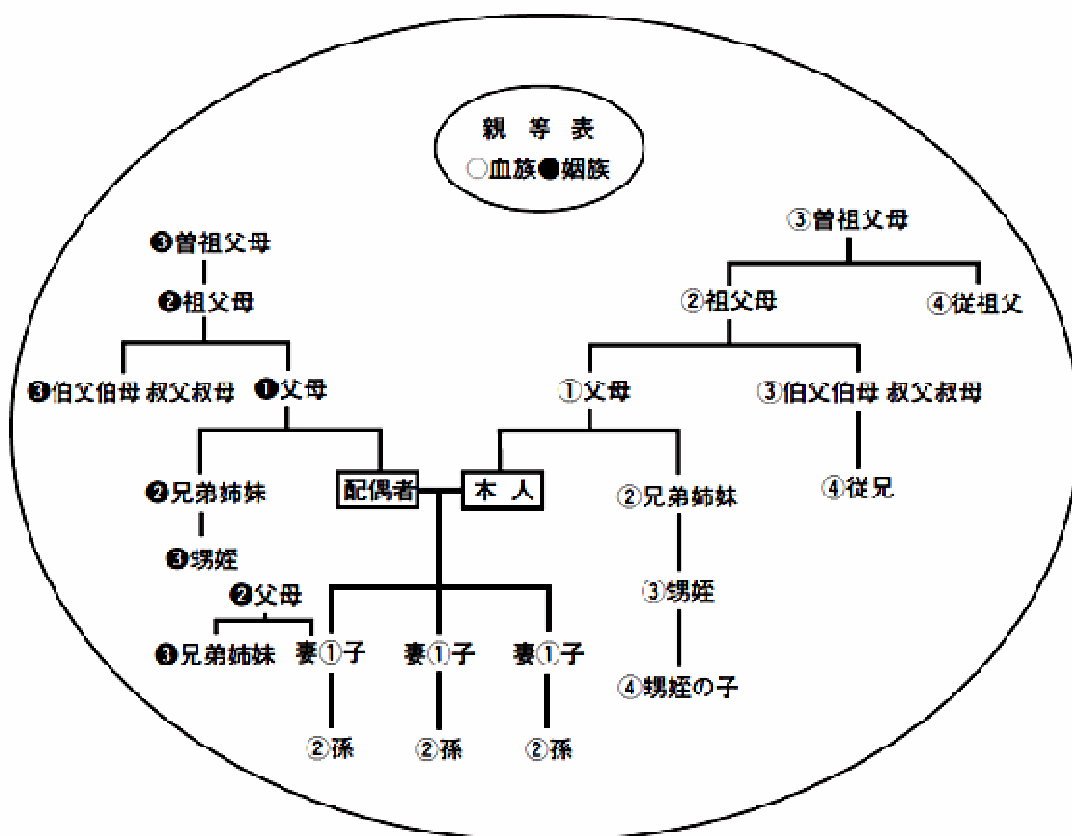 親 等 表
○血族●姻族
③曽祖父母
❸曽祖父母
❷祖父母
②祖父母
④従祖父
❸伯父伯母 叔父叔母
❶父母
①父母
③伯父伯母 叔父叔母
❷兄弟姉妹
配偶者
本 人
②兄弟姉妹
④従兄
❸甥姪
❷父母
③甥姪
❸兄弟姉妹
妻①子
妻①子
妻①子
④甥姪の子
②孫
②孫
②孫